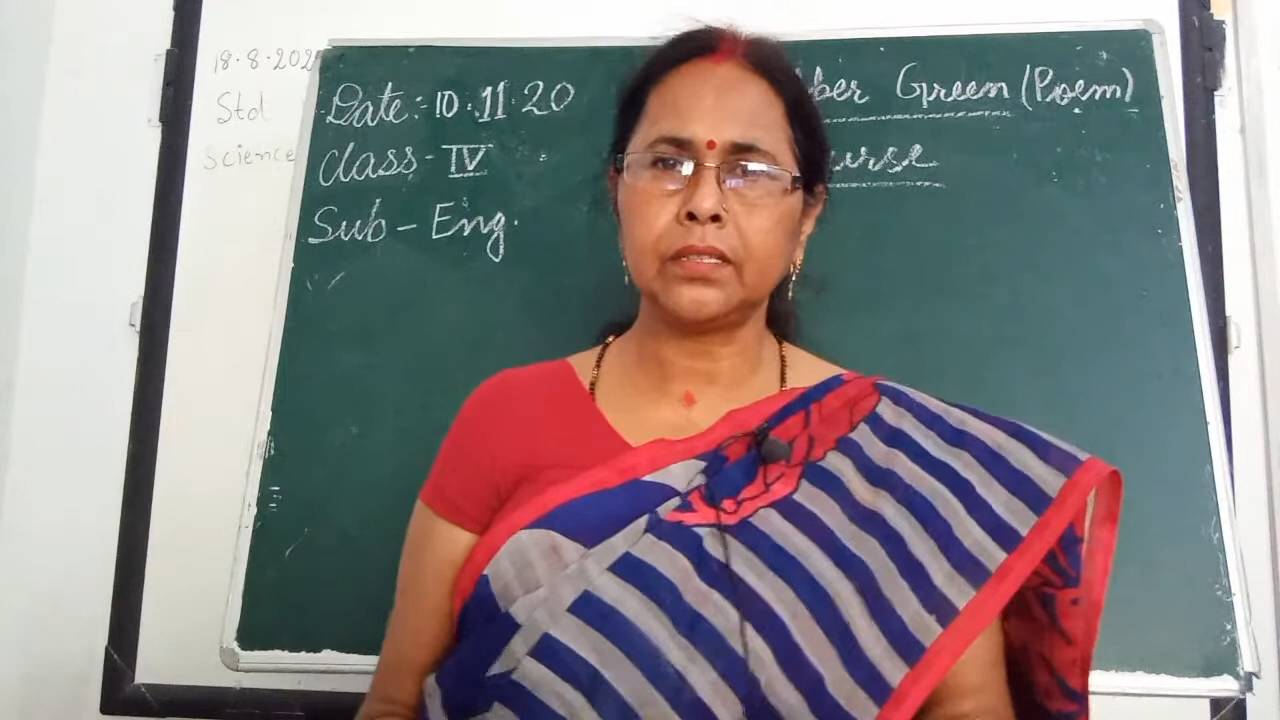 18.8.202
Std
Science
Date:- 10.11.20
Class - IV
Sub - Eng.
Green (Poem)